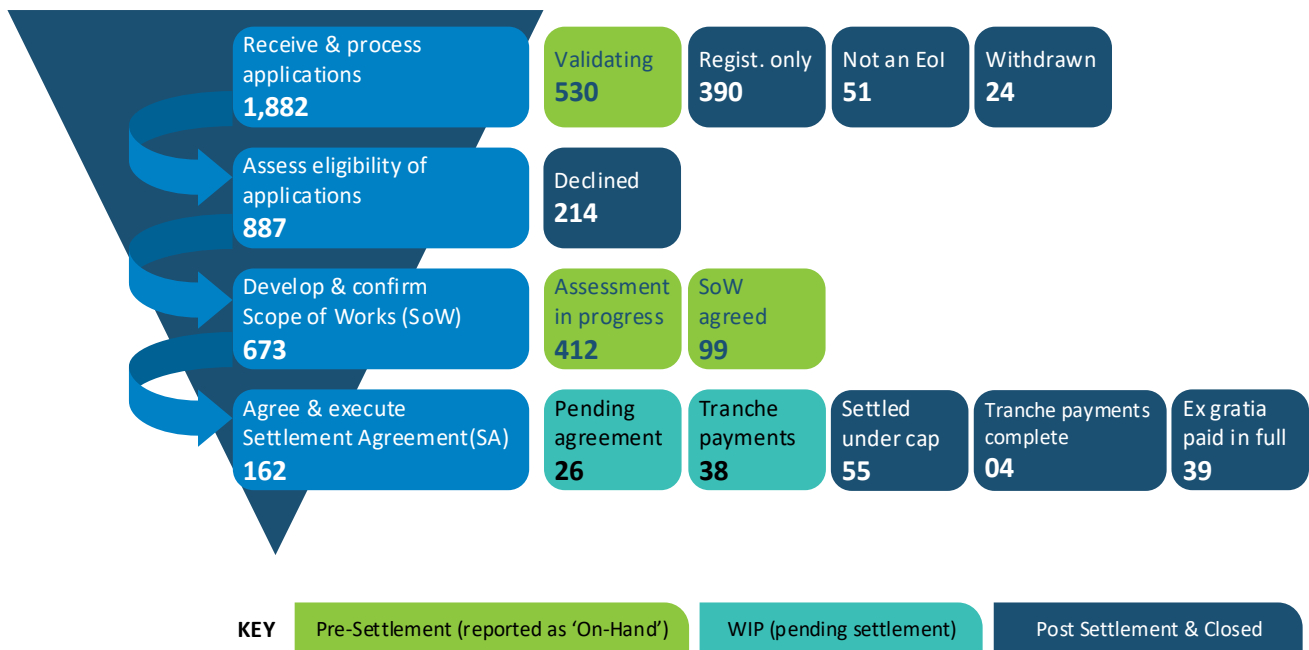 Receive & process
applications
1,882
Validating
530
Regist. only
390
Not an EoI
51
Withdrawn
24
Assess eligibility of
applications
887
Declined
214
Develop & confirm
Scope of Works (SoW)
673
Assessment
in progress
412
SoW
agreed
99
Agree & execute
Settlement Agreement(SA)
162
Pending
agreement
26
Tranche
payments
38
Settled
under cap
55
Tranche payments
complete
04
Ex gratia
paid in full
39
KEY
Pre-Settlement (reported as ‘On-Hand’)
WIP (pending settlement)
Post Settlement & Closed